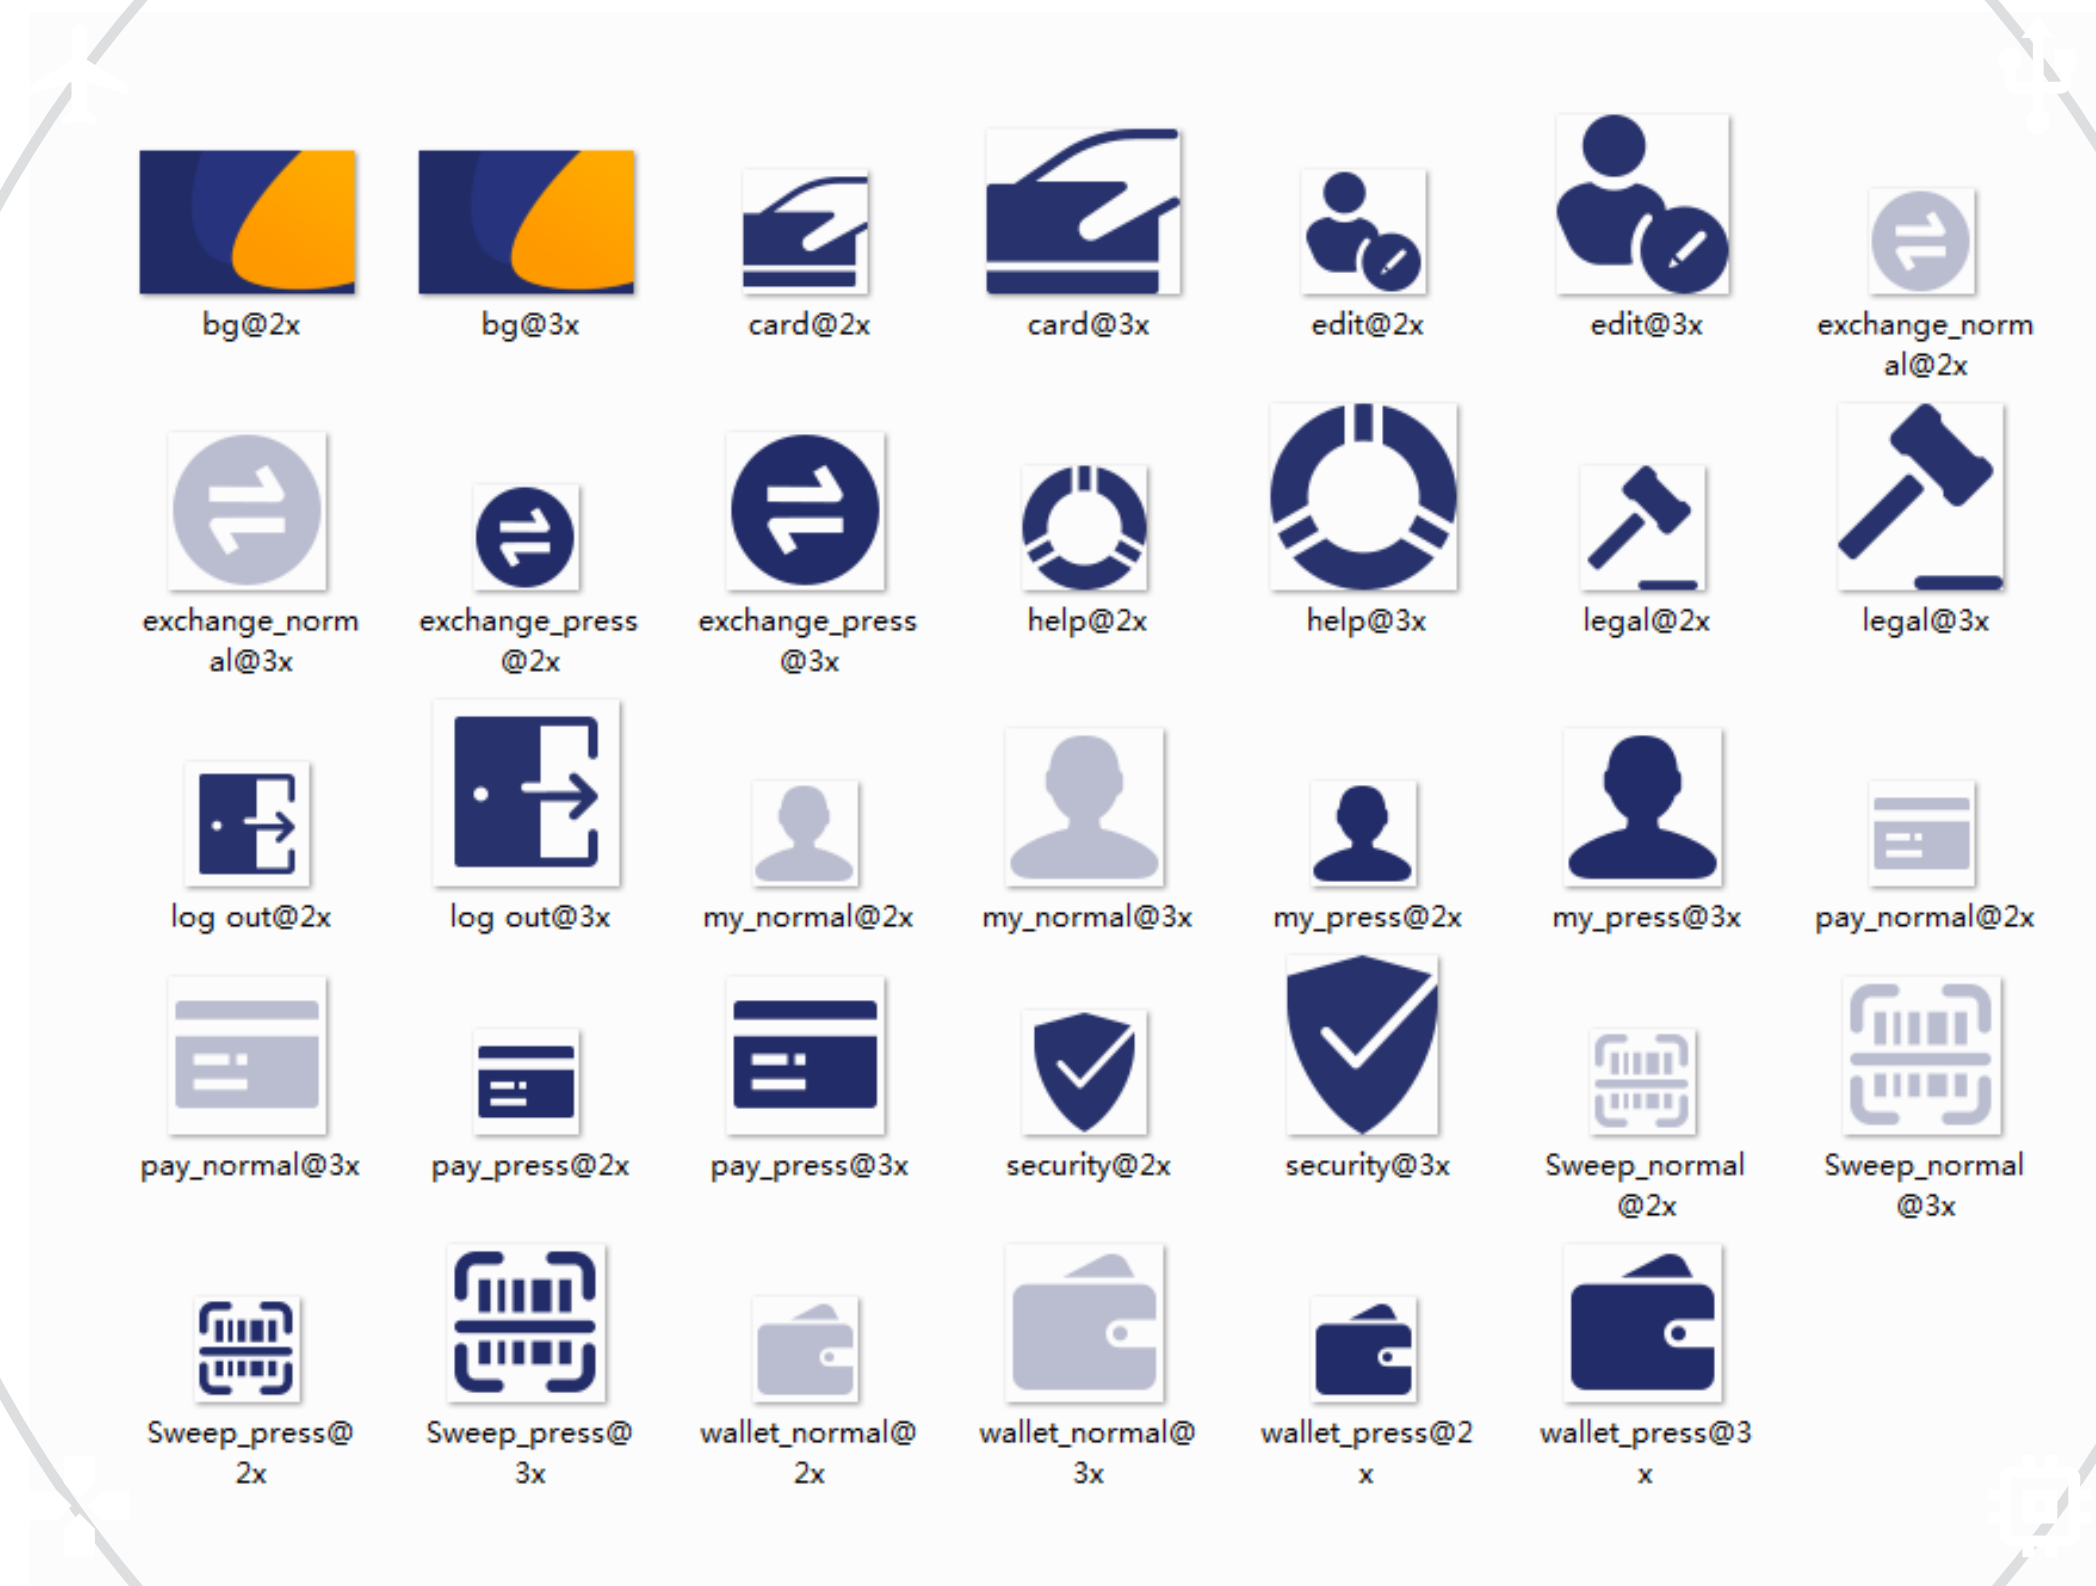 bg@2x
bg@3x
card@2x
card@3x
edit@2x
edit@3x
exchange_norm
al@2x
exchange_norm
al@3x
exchange_press
@2x
exchange_press
@3x
help@2x
help@3x
legal@2x
legal@3x
log out@2x
log out@3x
my_normal@2x
my_normal@3x
my_press@2x
my_press@3x
pay_normal@2x
pay_normal@3x
pay_press@2x
pay_press@3x
security@2x
security@3x
Sweep_normal
@2x
Sweep_normal
@3x
Sweep_press@
2x
Sweep_press@
3x
wallet_normal@
2x
wallet_normal@
3x
wallet_press@2
x
wallet_press@3
x